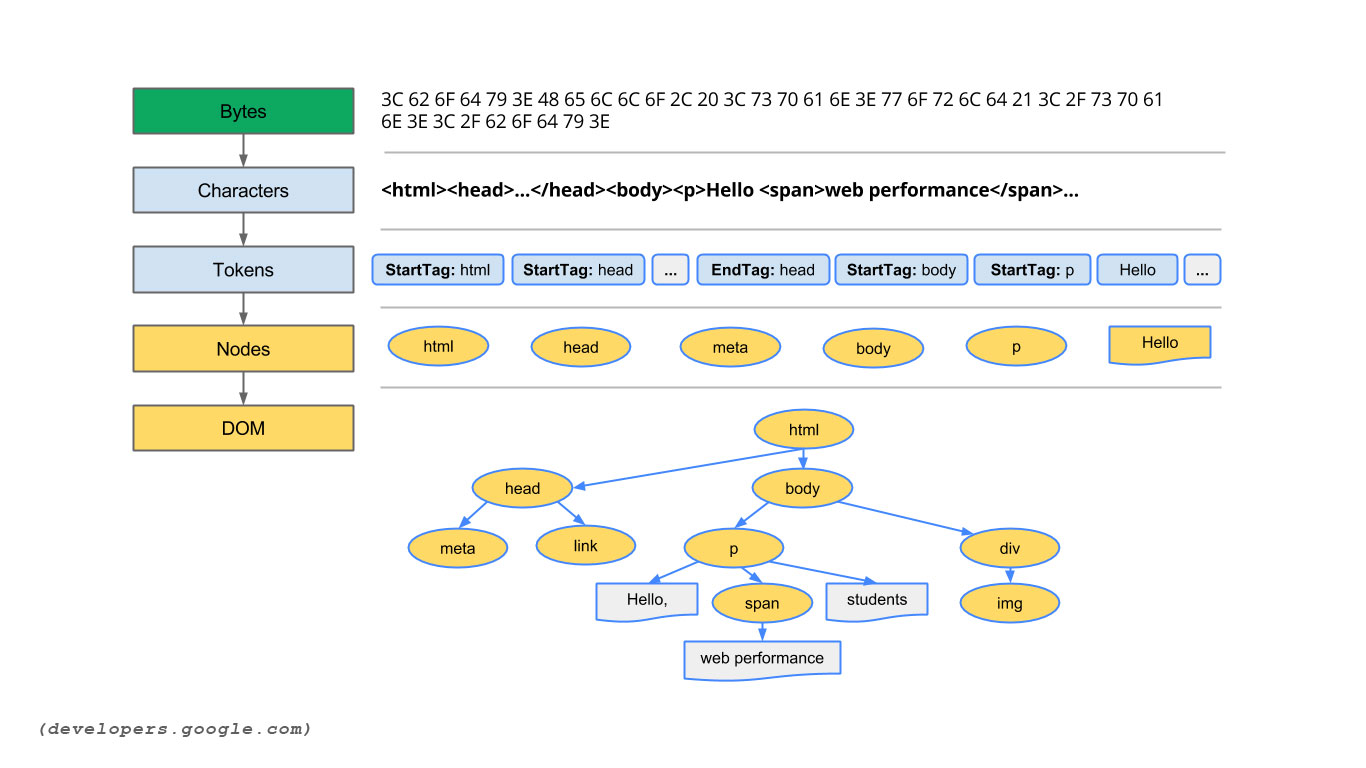 Bytes
3C 62 6F 64 79 3E 48 65 6C 6C 6F 2C 20 3C 73 70 61 6E 3E 77 6F 72 6C 64 21 3C 2F 73 70 61
6E 3E 3C 2F 62 6F 64 79 3E
Characters
<html><head>...</head><body><p>Hello <span>web performance</span>...
Tokens
StartTag: html
StartTag: head
...
EndTag: head
StartTag: body
StartTag: p
Hello
...
Nodes
html
head
meta
body
p
Hello
DOM
html
head
body
meta
link
p
div
Hello,
span
students
img
web performance
(developers.google.com)